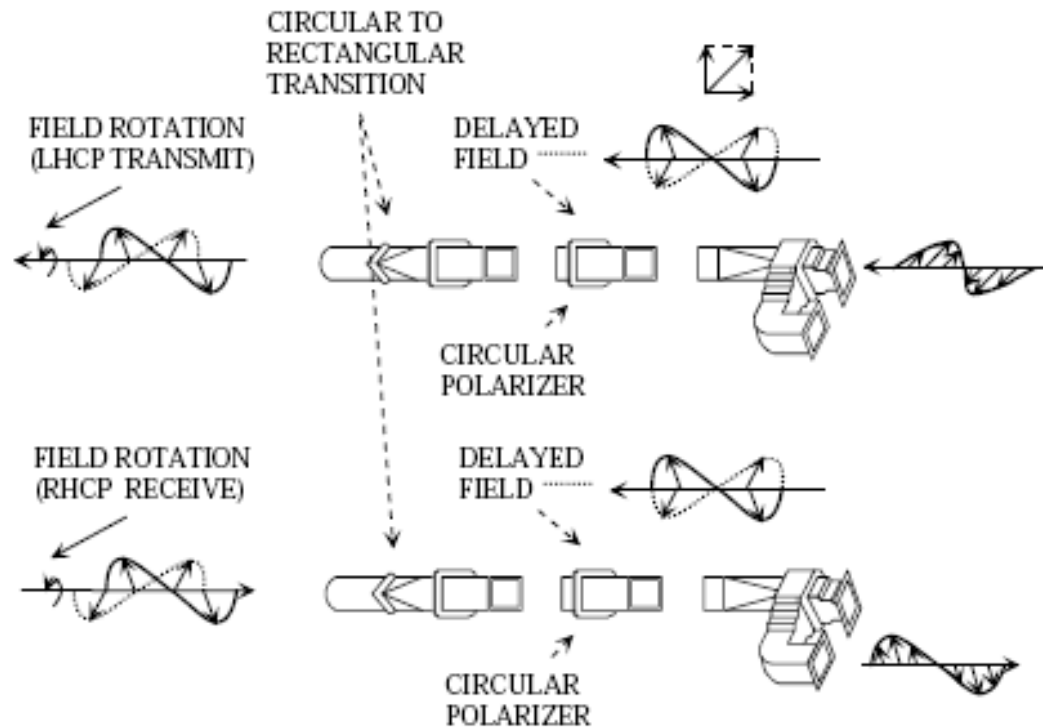 CIRCULAR TO
RECTANGULAR
TRANSITION
FIELD ROTATION
(LHCP TRANSMIT)
DELAYED
FIELD
CIRCULAR
POLARIZER
FIELD ROTATION
(RHCP RECEIVE)
DELAYED
FIELD
CIRCULAR
POLARIZER